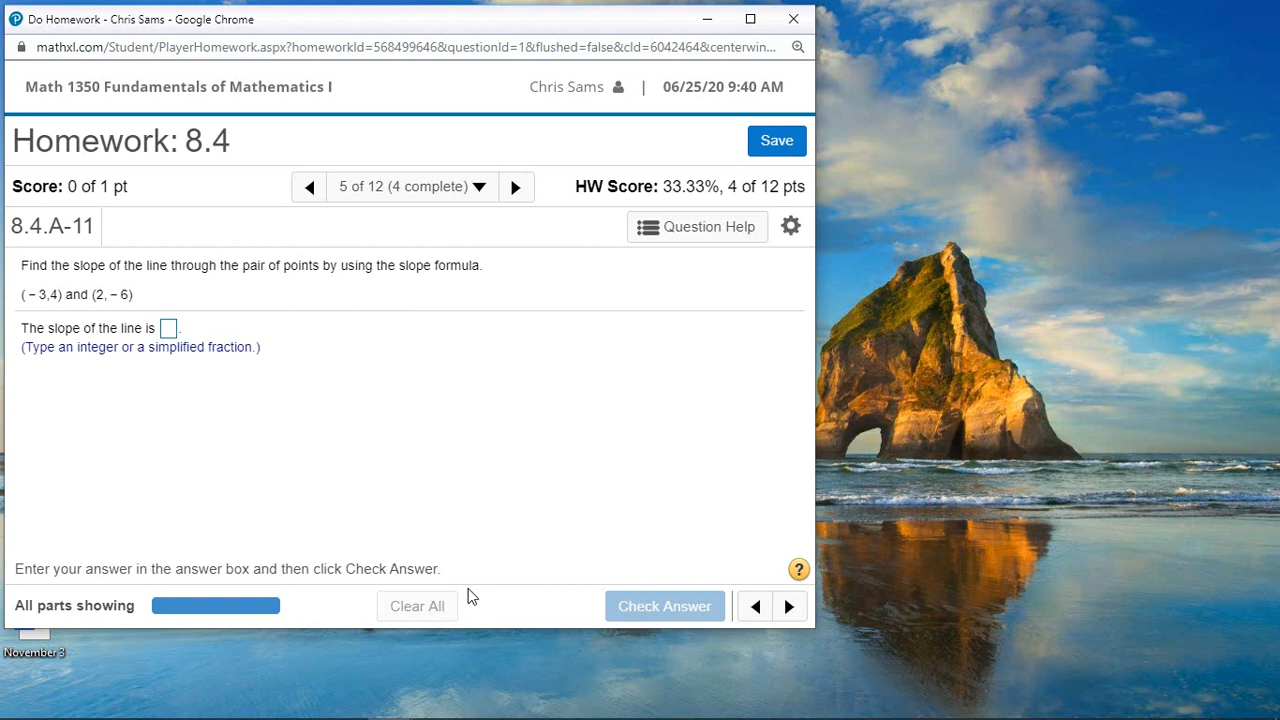 Do Homework - Chris Sams - Google Chrome
mathxl.com/Student/PlayerHomework.aspx?homeworkId=568499646&questionId=1&flushed=false&cId=6042464&centerwin...
Math 1350 Fundamentals of Mathematics I
Chris Sams | 06/25/20 9:40 AM
Homework: 8.4
Save
Score: 0 of 1 pt
5 of 12 (4 complete)
HW Score: 33.33%, 4 of 12 pts
8.4.A-11
Question Help
Find the slope of the line through the pair of points by using the slope formula.
( − 3,4) and (2, − 6)
The slope of the line is .
(Type an integer or a simplified fraction.)
Enter your answer in the answer box and then click Check Answer.
?
All parts showing
Clear All
Check Answer
November 3